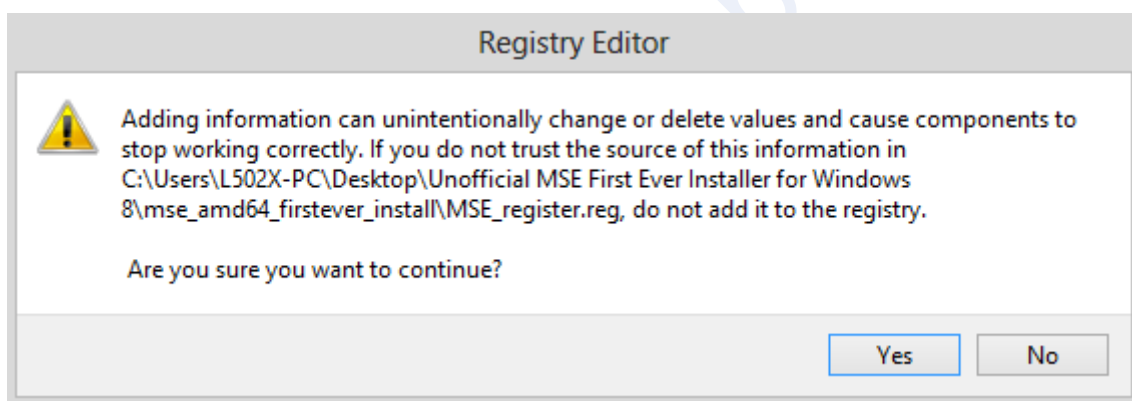 Registry Editor
Adding information can unintentionally change or delete values and cause components to
stop working correctly. If you do not trust the source of this information in
C:\Users\L502X-PC\Desktop\Unofficial MSE First Ever Installer for Windows
8\mse_amd64_firstever_install\MSE_register.reg, do not add it to the registry.
Are you sure you want to continue?
Yes No